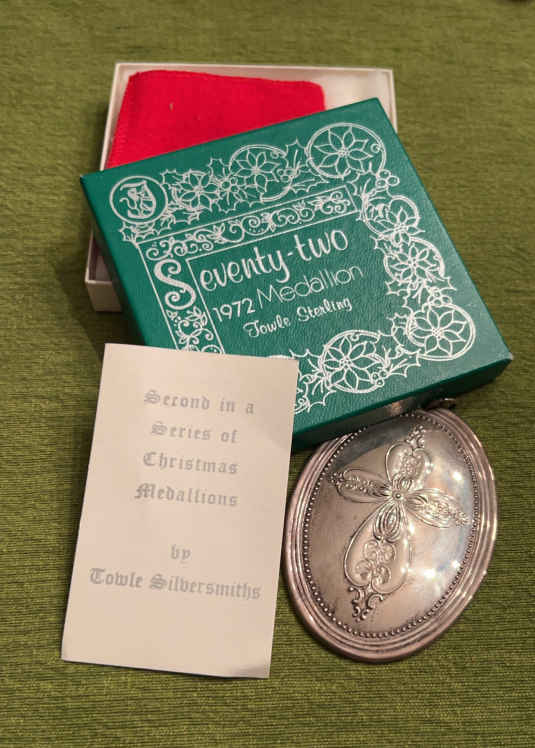 Seventy-two
1972 Medallion
Towle Sterling
Second in a
Series of
Christmas
Medallions
by
Towle Silversmiths